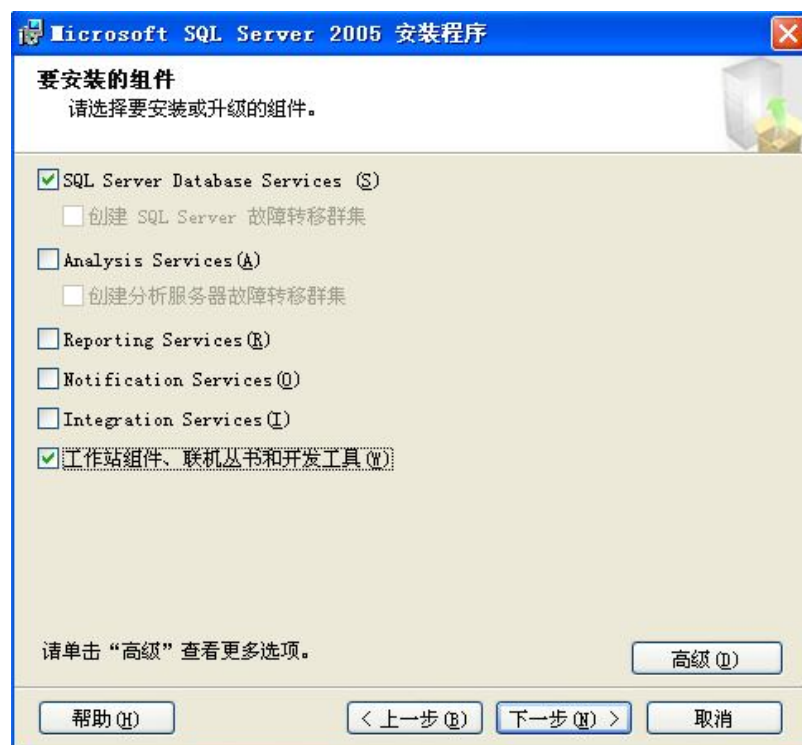 Microsoft SQL Server 2005 安装程序
要安装的组件
请选择要安装或升级的组件。
SQL Server Database Services (S)
创建 SQL Server 故障转移群集
Analysis Services(A)
创建分析服务器故障转移群集
Reporting Services(R)
Notification Services(O)
Integration Services(I)
工作站组件、联机丛书和开发工具(W)
请单击“高级”查看更多选项。
高级(D)
帮助(H)
< 上一步(B)
下一步(N) >
取消